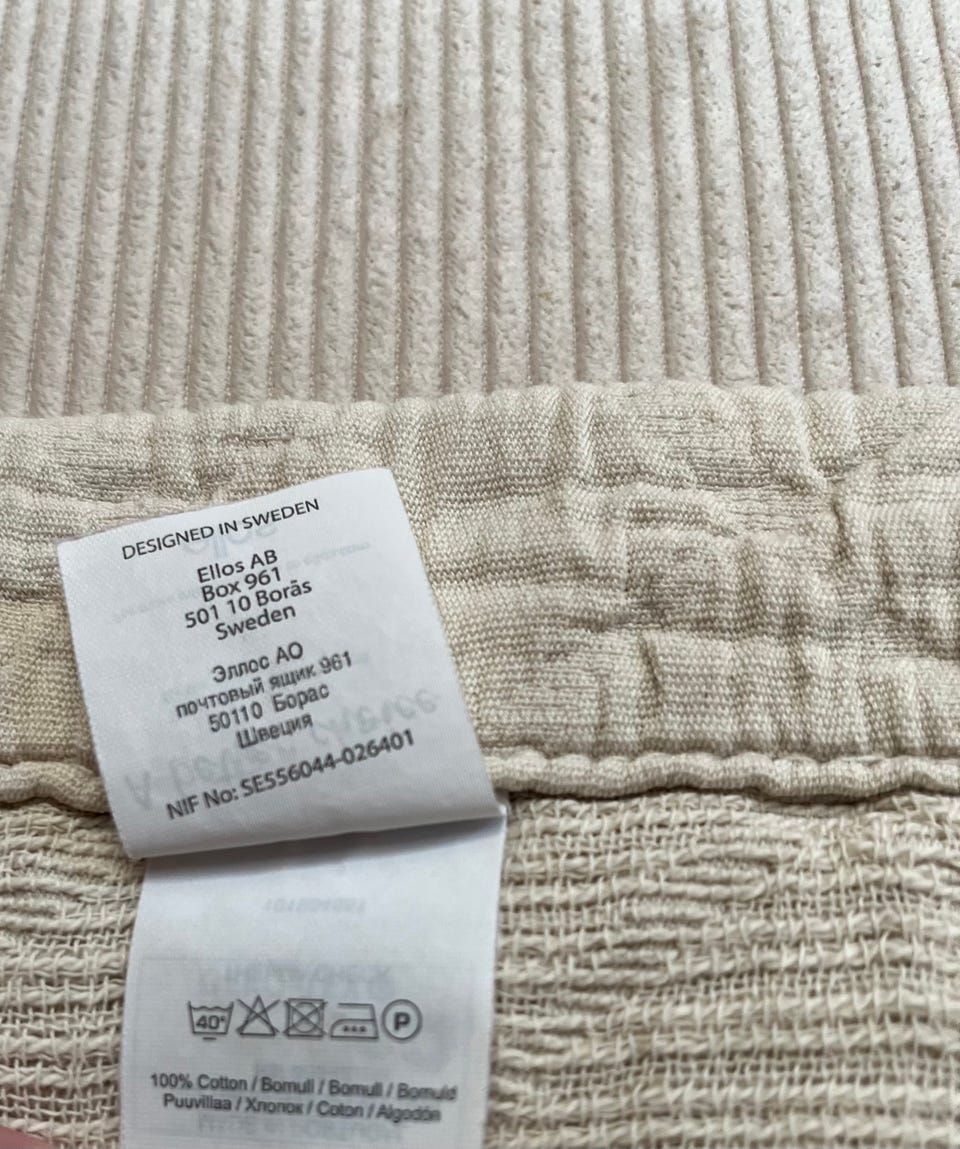 DESIGNED IN SWEDEN
Ellos AB
Box 961
501 10 Borås
Sweden
Эллос АО
почтовый ящик 961
50110 Борас
Швеция
NIF No: SE556044-026401
40°
P
100% Cotton / Bomull / Bomull / Bomuld
Puuvillaa / Хлопок / Coton / Algodón